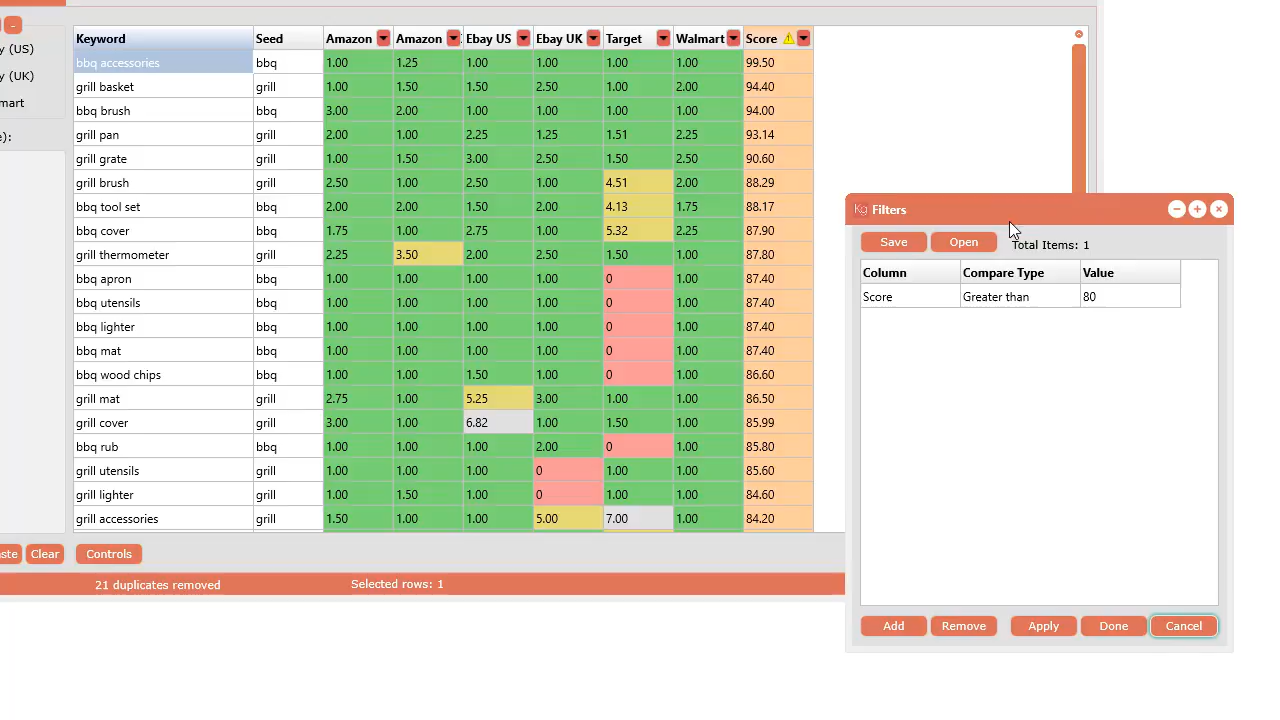 -
y (US)
y (UK)
mart
e):
Keyword Seed Amazon Amazon Ebay US Ebay UK Target Walmart Score
bbq accessories bbq 1.00 1.25 1.00 1.00 1.00 1.00 99.50
grill basket grill 1.00 1.50 1.50 2.50 1.00 2.00 94.40
bbq brush bbq 3.00 2.00 1.00 1.00 1.00 1.00 94.00
grill pan grill 2.00 1.00 2.25 1.25 1.51 2.25 93.14
grill grate grill 1.00 1.50 3.00 2.50 1.50 2.50 90.60
grill brush grill 2.50 1.00 2.50 1.00 4.51 2.00 88.29
bbq tool set bbq 2.00 2.00 1.50 2.00 4.13 1.75 88.17
bbq cover bbq 1.75 1.00 2.75 1.00 5.32 2.25 87.90
grill thermometer grill 2.25 3.50 2.00 2.50 1.50 1.00 87.80
bbq apron bbq 1.00 1.00 1.00 1.00 0 1.00 87.40
bbq utensils bbq 1.00 1.00 1.00 1.00 0 1.00 87.40
bbq lighter bbq 1.00 1.00 1.00 1.00 0 1.00 87.40
bbq mat bbq 1.00 1.00 1.00 1.00 0 1.00 87.40
bbq wood chips bbq 1.00 1.00 1.50 1.00 0 1.00 86.60
grill mat grill 2.75 1.00 5.25 3.00 1.00 1.00 86.50
grill cover grill 3.00 1.00 6.82 1.00 1.50 1.00 85.99
bbq rub bbq 1.00 1.00 1.00 2.00 0 1.00 85.80
grill utensils grill 1.00 1.00 1.00 0 1.00 1.00 85.60
grill lighter grill 1.00 1.50 1.00 0 1.00 1.00 84.60
grill accessories grill 1.50 1.00 1.00 5.00 7.00 1.00 84.20
ste Clear Controls
21 duplicates removed Selected rows: 1
Kg Filters
Save Open Total Items: 1
Column Compare Type Value
Score Greater than 80
Add Remove Apply Done Cancel